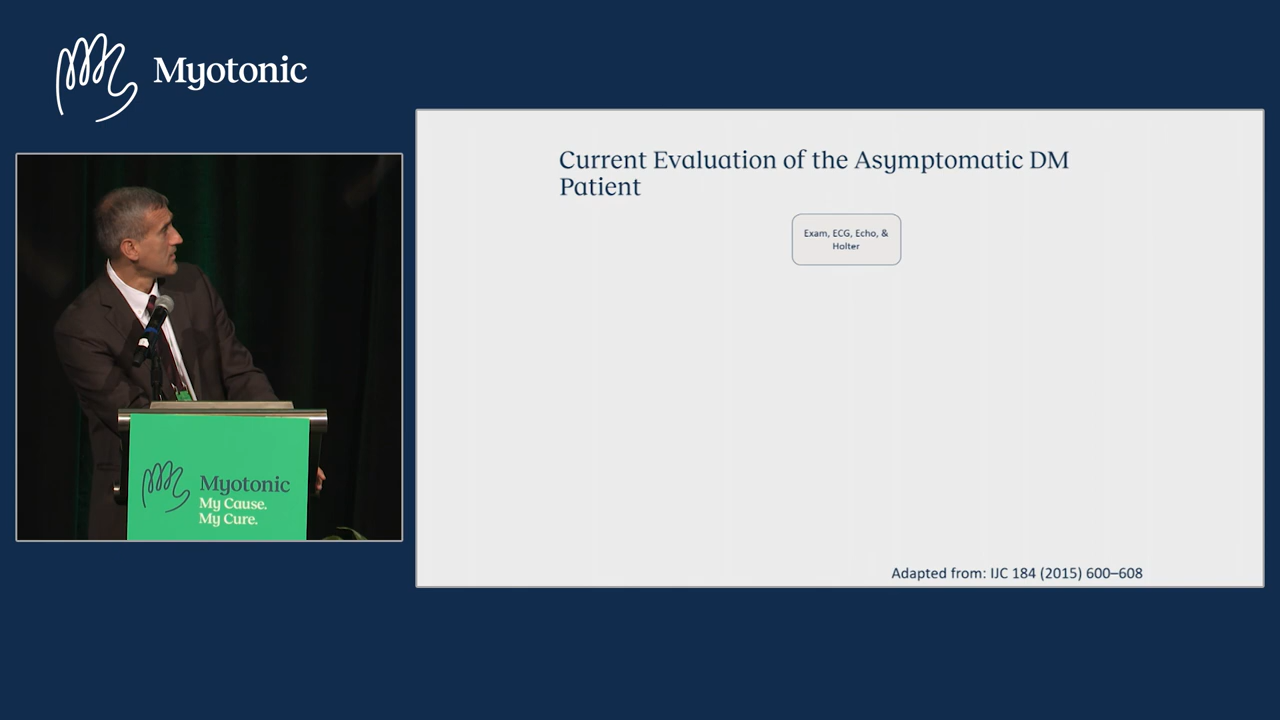 Myotonic
Current Evaluation of the Asymptomatic DM
Patient
Exam, ECG, Echo, &
Holter
Adapted from: IJC 184 (2015) 600–608
Myotonic
My Cause.
My Cure.